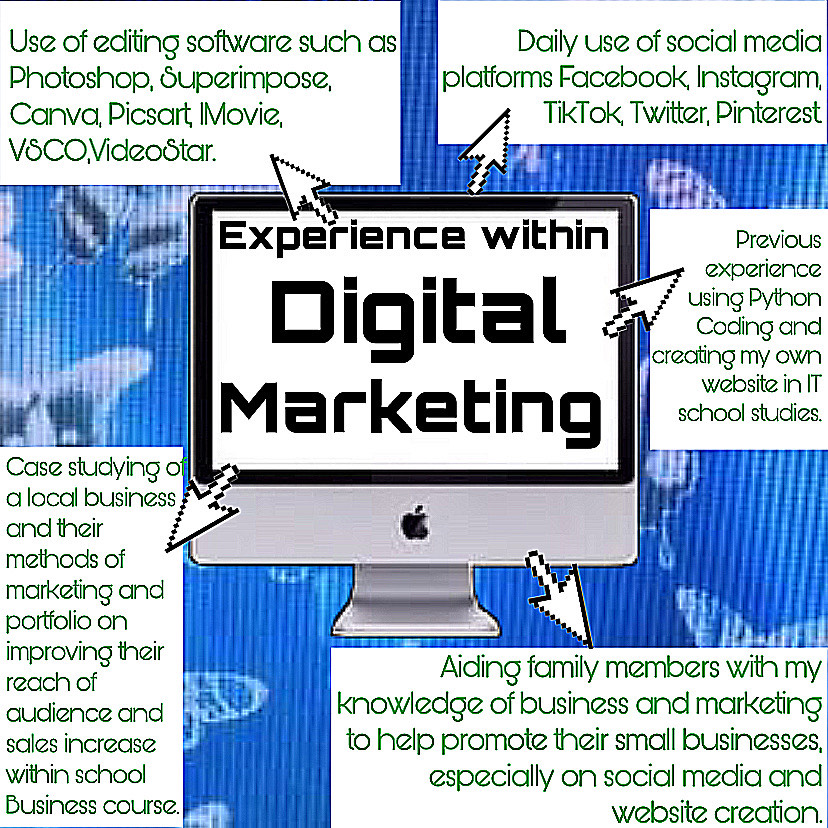 Use of editing software such as
Photoshop, Superimpose,
Canva, Picsart, IMovie,
VSCO,VideoStar.
Daily use of social media
platforms Facebook, Instagram,
TikTok, Twitter, Pinterest
Experience within
Digital
Marketing
Previous
experience
using Python
Coding and
creating my own
website in IT
school studies.
Case studying of
a local business
and their
methods of
marketing and
portfolio on
improving their
reach of
audience and
sales increase
within school
Business course.
Aiding family members with my
knowledge of business and marketing
to help promote their small businesses,
especially on social media and
website creation.